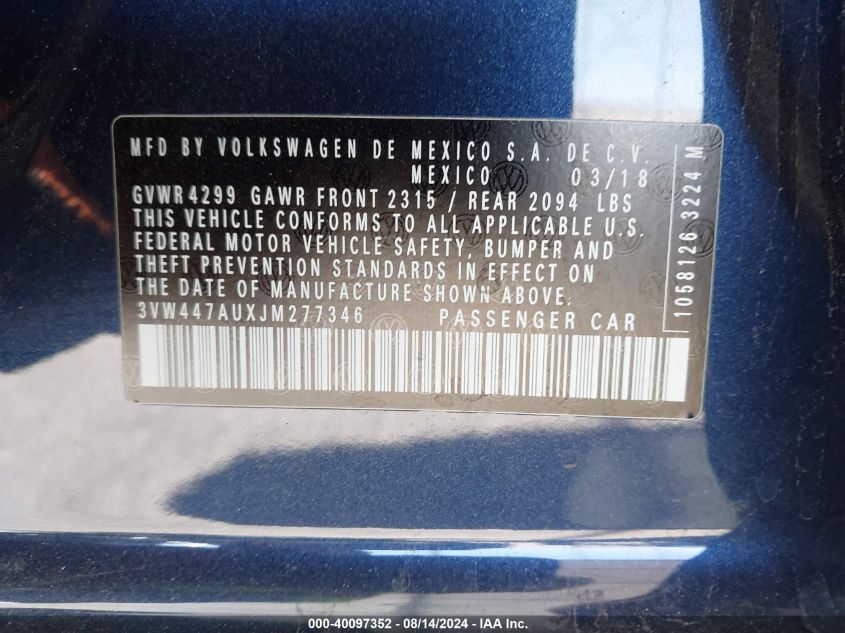 MFD BY VOLKSWAGEN DE MEXICO S.A. DE C.V.
MEXICO 03/18
GVWR 4299 GAWR FRONT 2315 / REAR 2094 LBS
THIS VEHICLE CONFORMS TO ALL APPLICABLE U.S.
FEDERAL MOTOR VEHICLE SAFETY, BUMPER AND
THEFT PREVENTION STANDARDS IN EFFECT ON
THE DATE OF MANUFACTURE SHOWN ABOVE.
3VW447AUXJM277346 PASSENGER CAR
1058126 3224 M
000-40097352 - 08/14/2024 - IAA Inc.